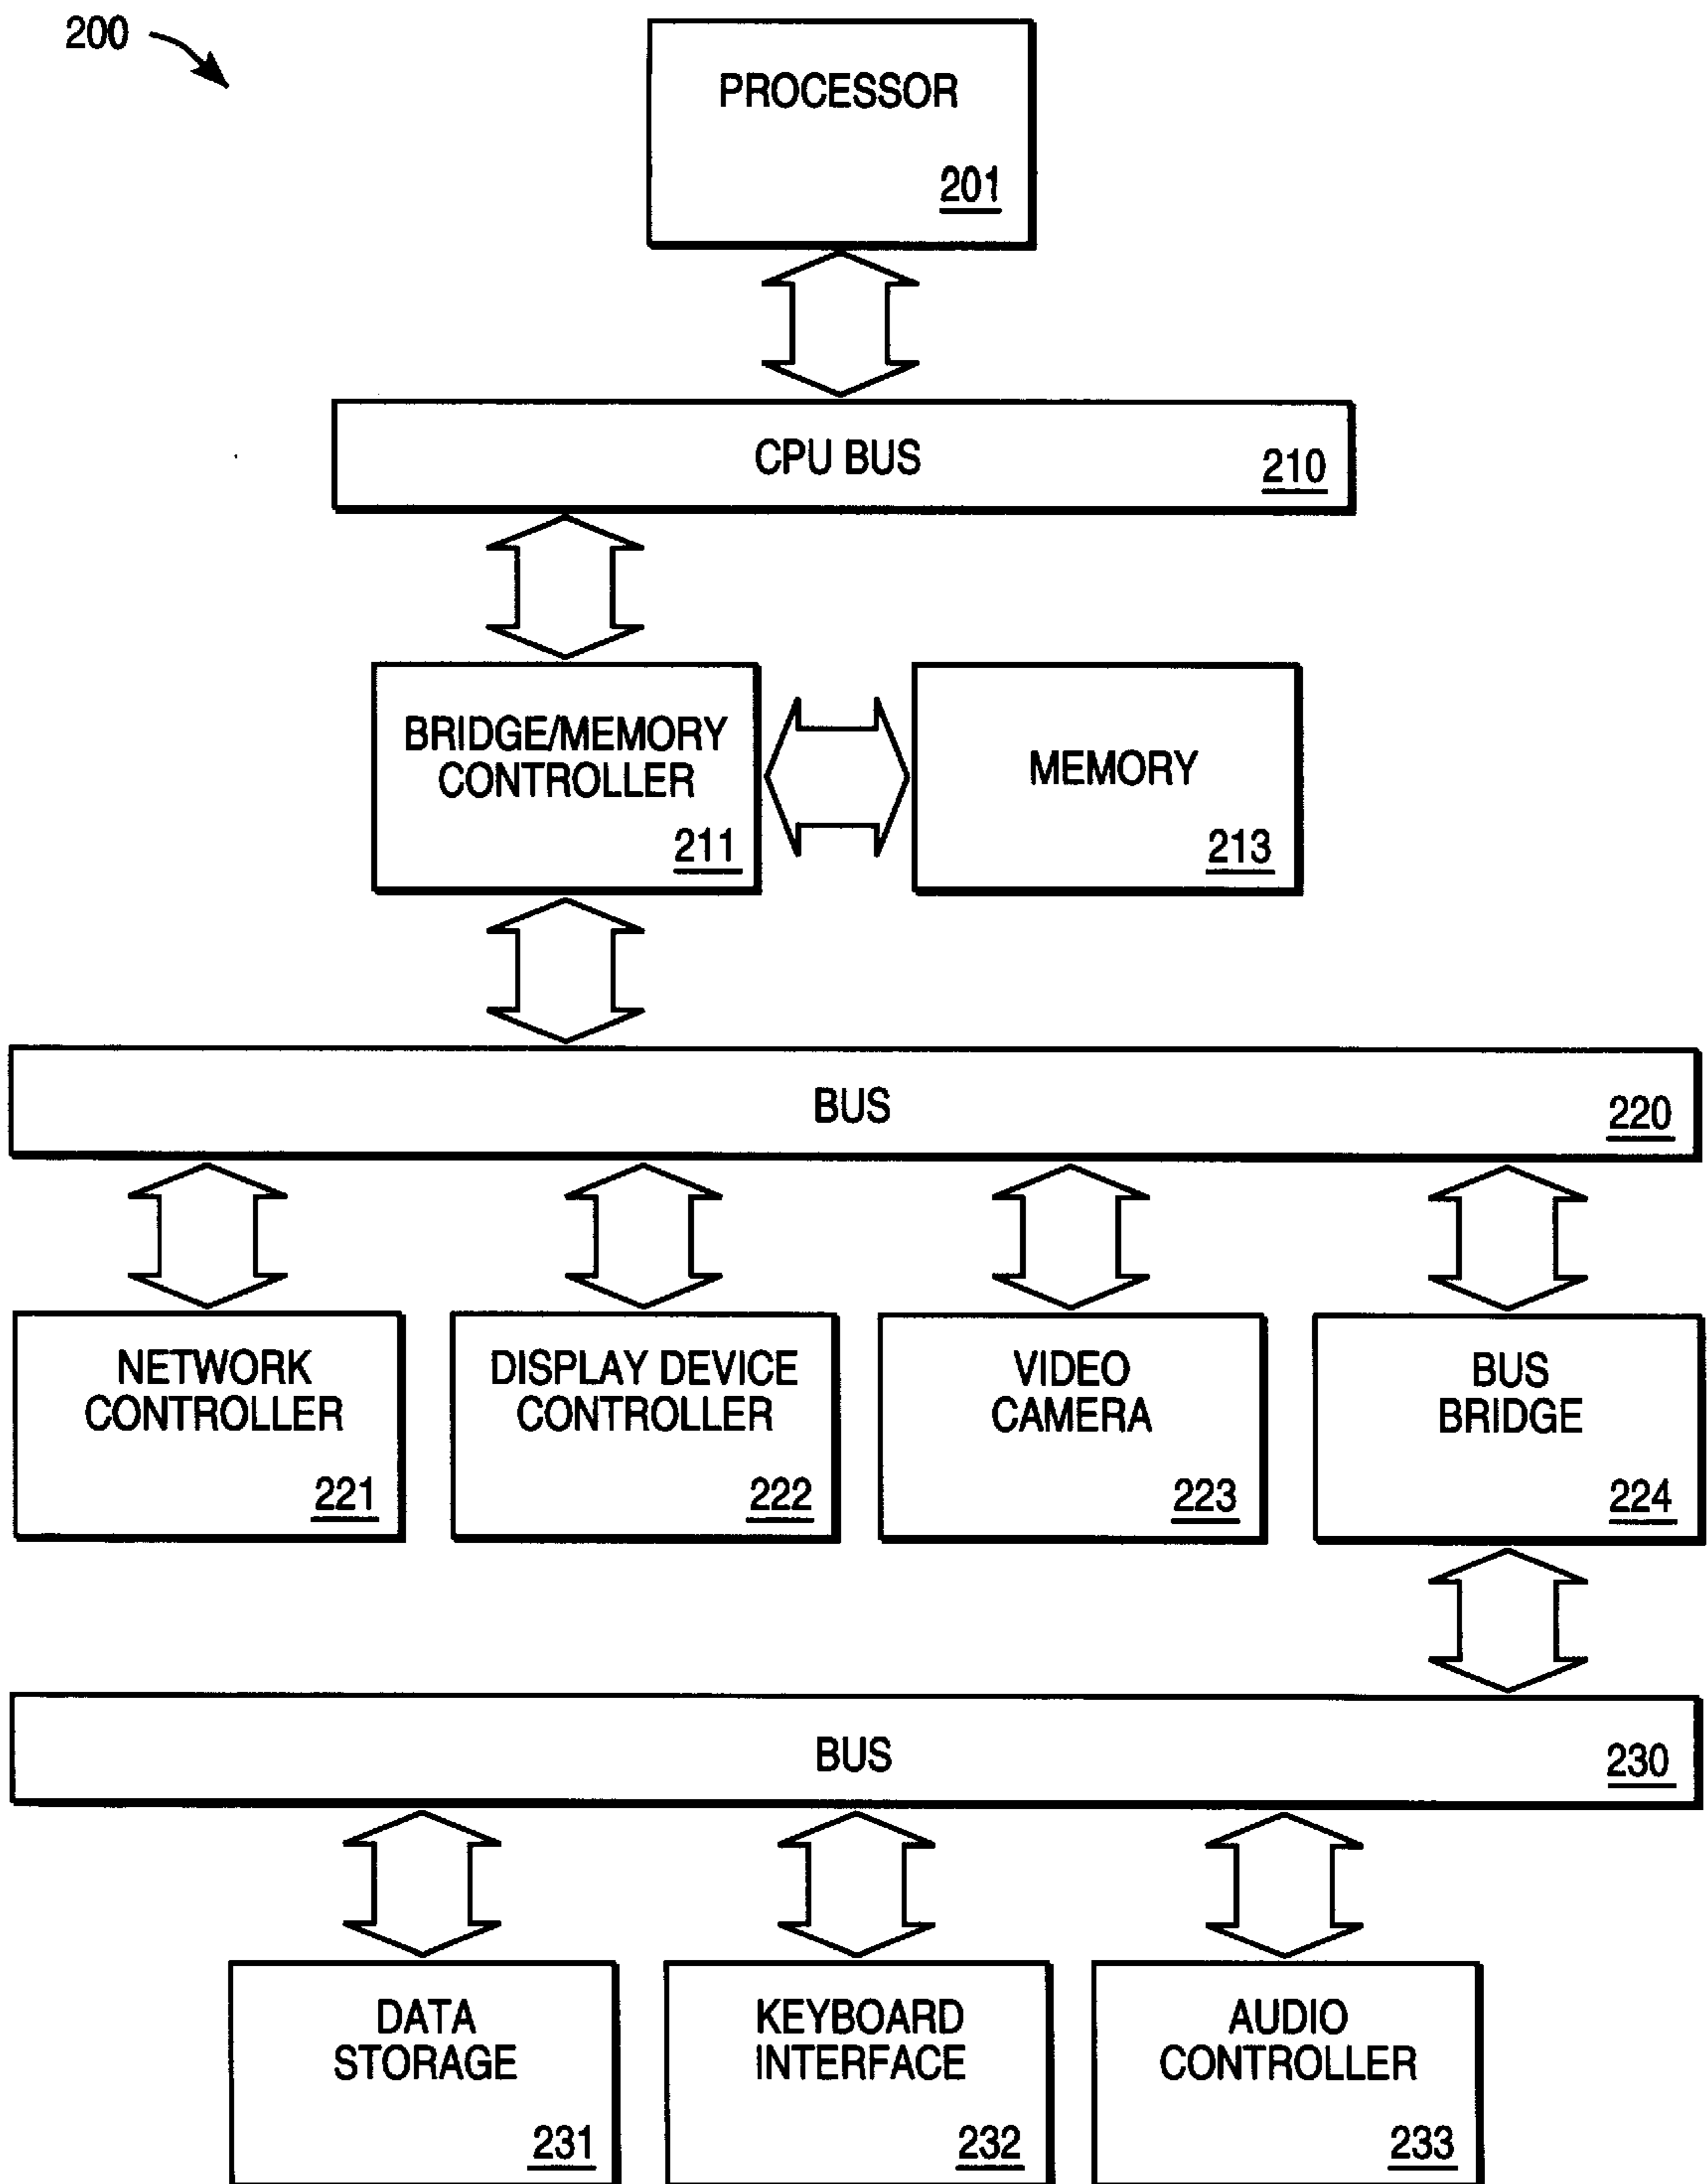 200
PROCESSOR
201
CPU BUS
210
BRIDGE/MEMORY
CONTROLLER
211
MEMORY
213
BUS
220
NETWORK
CONTROLLER
221
DISPLAY DEVICE
CONTROLLER
222
VIDEO
CAMERA
223
BUS
BRIDGE
224
BUS
230
DATA
STORAGE
231
KEYBOARD
INTERFACE
232
AUDIO
CONTROLLER
233